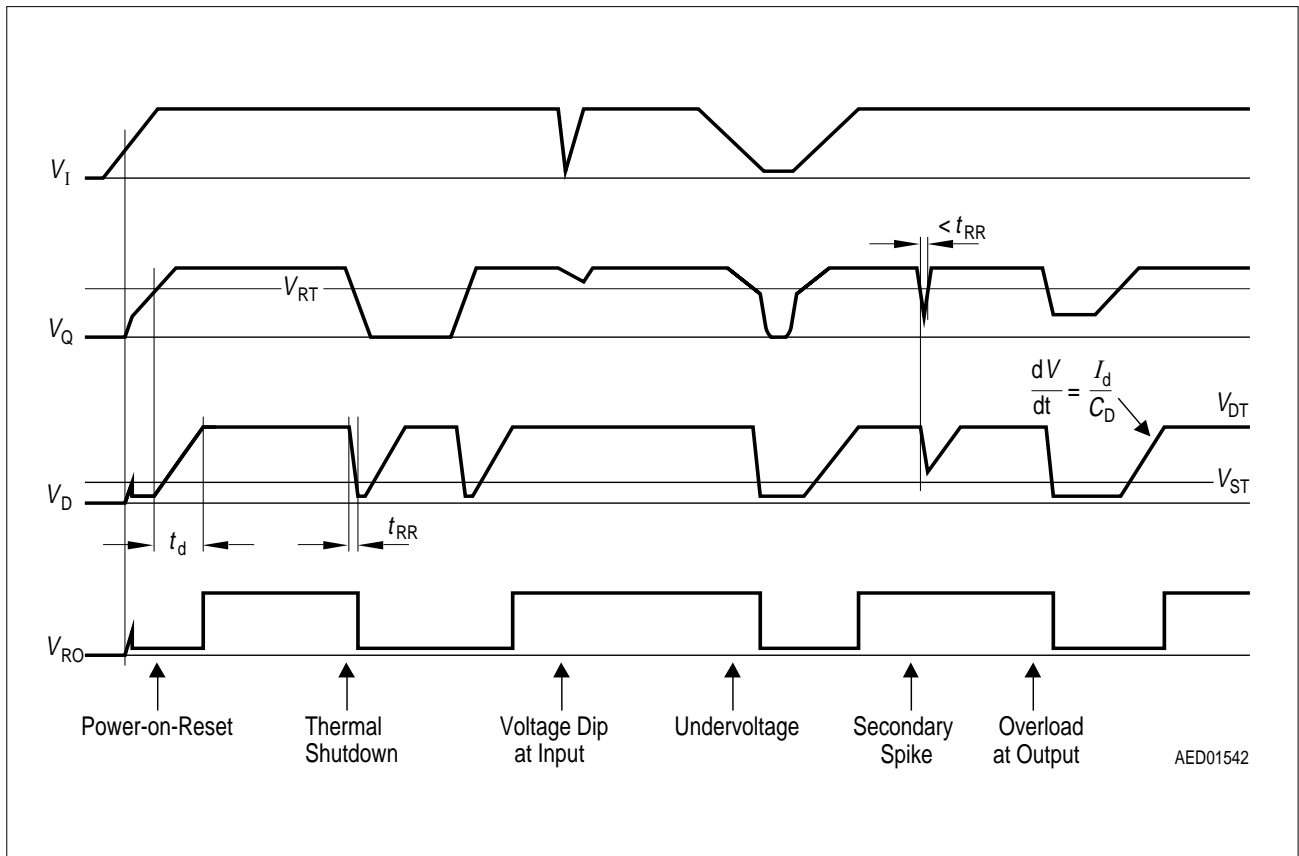 V_I
< t_RR
V_RT
V_Q
dV/dt = I_d/C_D
V_DT
V_ST
V_D
t_d
t_RR
V_RO
Power-on-Reset
Thermal
Shutdown
Voltage Dip
at Input
Undervoltage
Secondary
Spike
Overload
at Output
AED01542